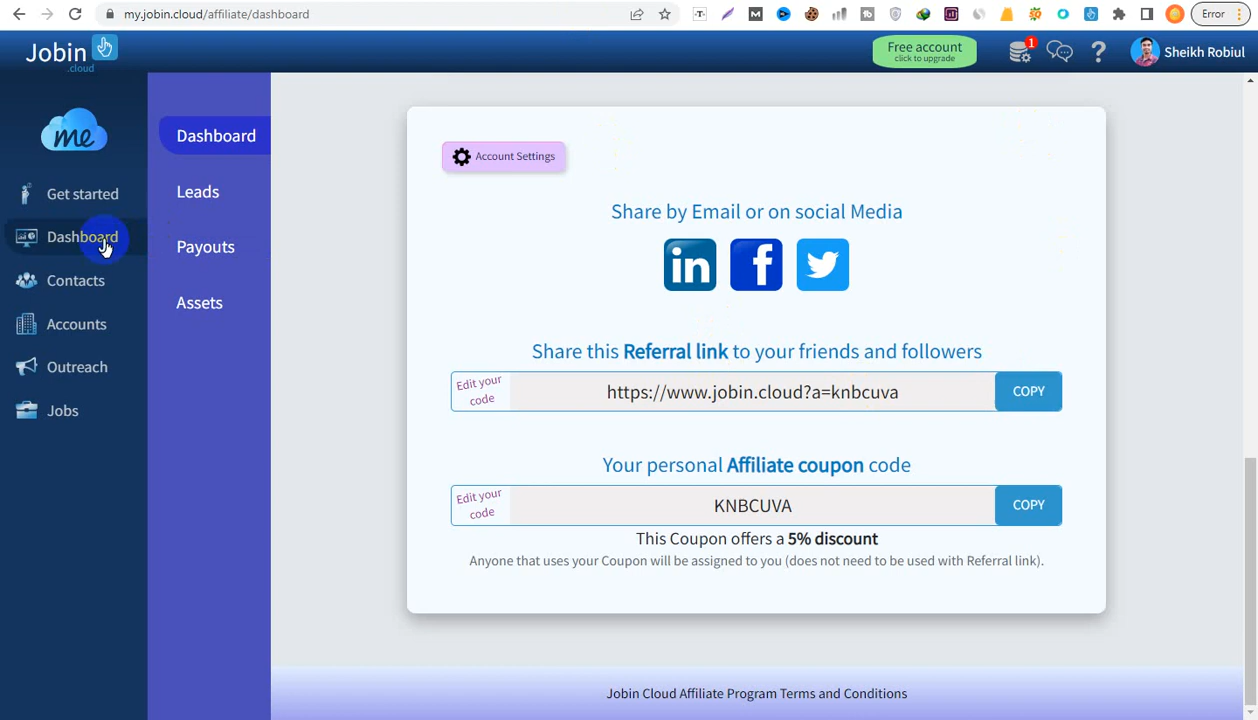 my.jobin.cloud/affiliate/dashboard
Error
Jobin
.cloud
Free account
click to upgrade
1
?
Sheikh Robiul
me
Get started
Dashboard
Contacts
Accounts
Outreach
Jobs
Dashboard
Leads
Payouts
Assets
Account Settings
Share by Email or on social Media
in
f
Share this Referral link to your friends and followers
Edit your
code
https://www.jobin.cloud?a=knbcuva
COPY
Your personal Affiliate coupon code
Edit your
code
KNBCUVA
COPY
This Coupon offers a 5% discount
Anyone that uses your Coupon will be assigned to you (does not need to be used with Referral link).
Jobin Cloud Affiliate Program Terms and Conditions